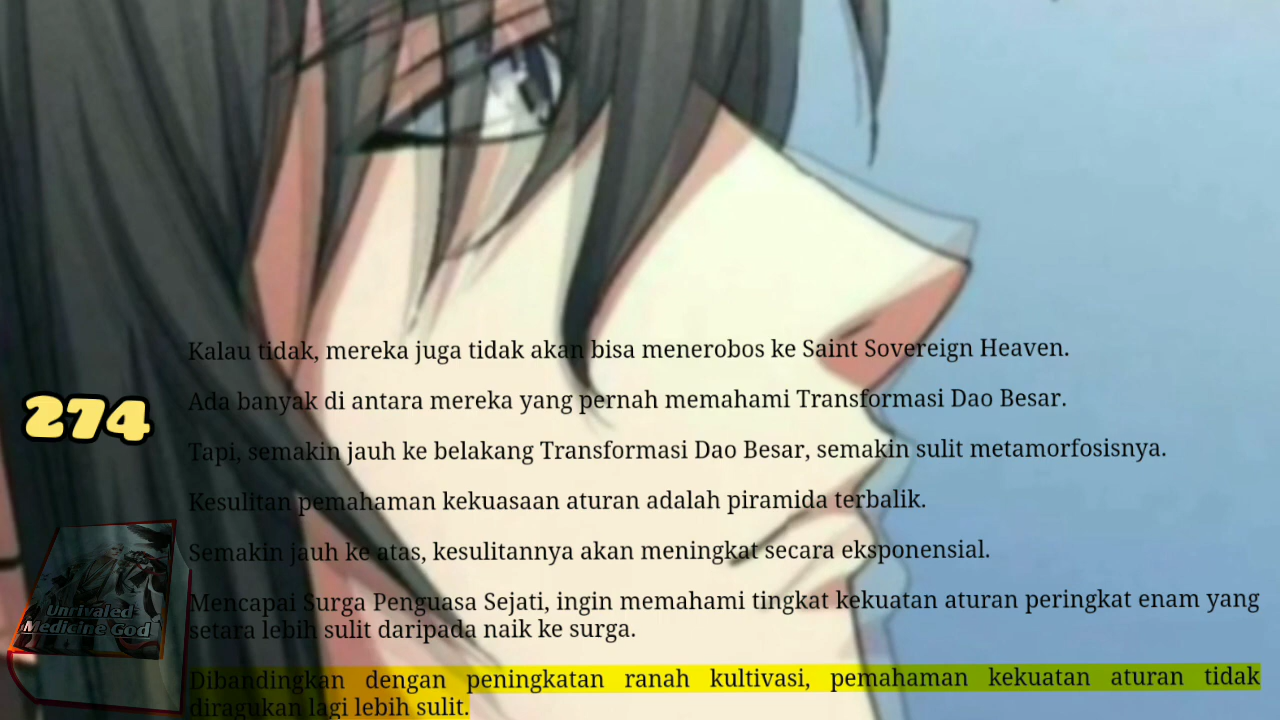 Kalau tidak, mereka juga tidak akan bisa menerobos ke Saint Sovereign Heaven.
Ada banyak di antara mereka yang pernah memahami Transformasi Dao Besar.
Tapi, semakin jauh ke belakang Transformasi Dao Besar, semakin sulit metamorfosisnya.
Kesulitan pemahaman kekuasaan aturan adalah piramida terbalik.
Semakin jauh ke atas, kesulitannya akan meningkat secara eksponensial.
Mencapai Surga Penguasa Sejati, ingin memahami tingkat kekuatan aturan peringkat enam yang
setara lebih sulit daripada naik ke surga.
Dibandingkan dengan peningkatan ranah kultivasi, pemahaman kekuatan aturan tidak
diragukan lagi lebih sulit.
274
Unrivaled
Medicine God